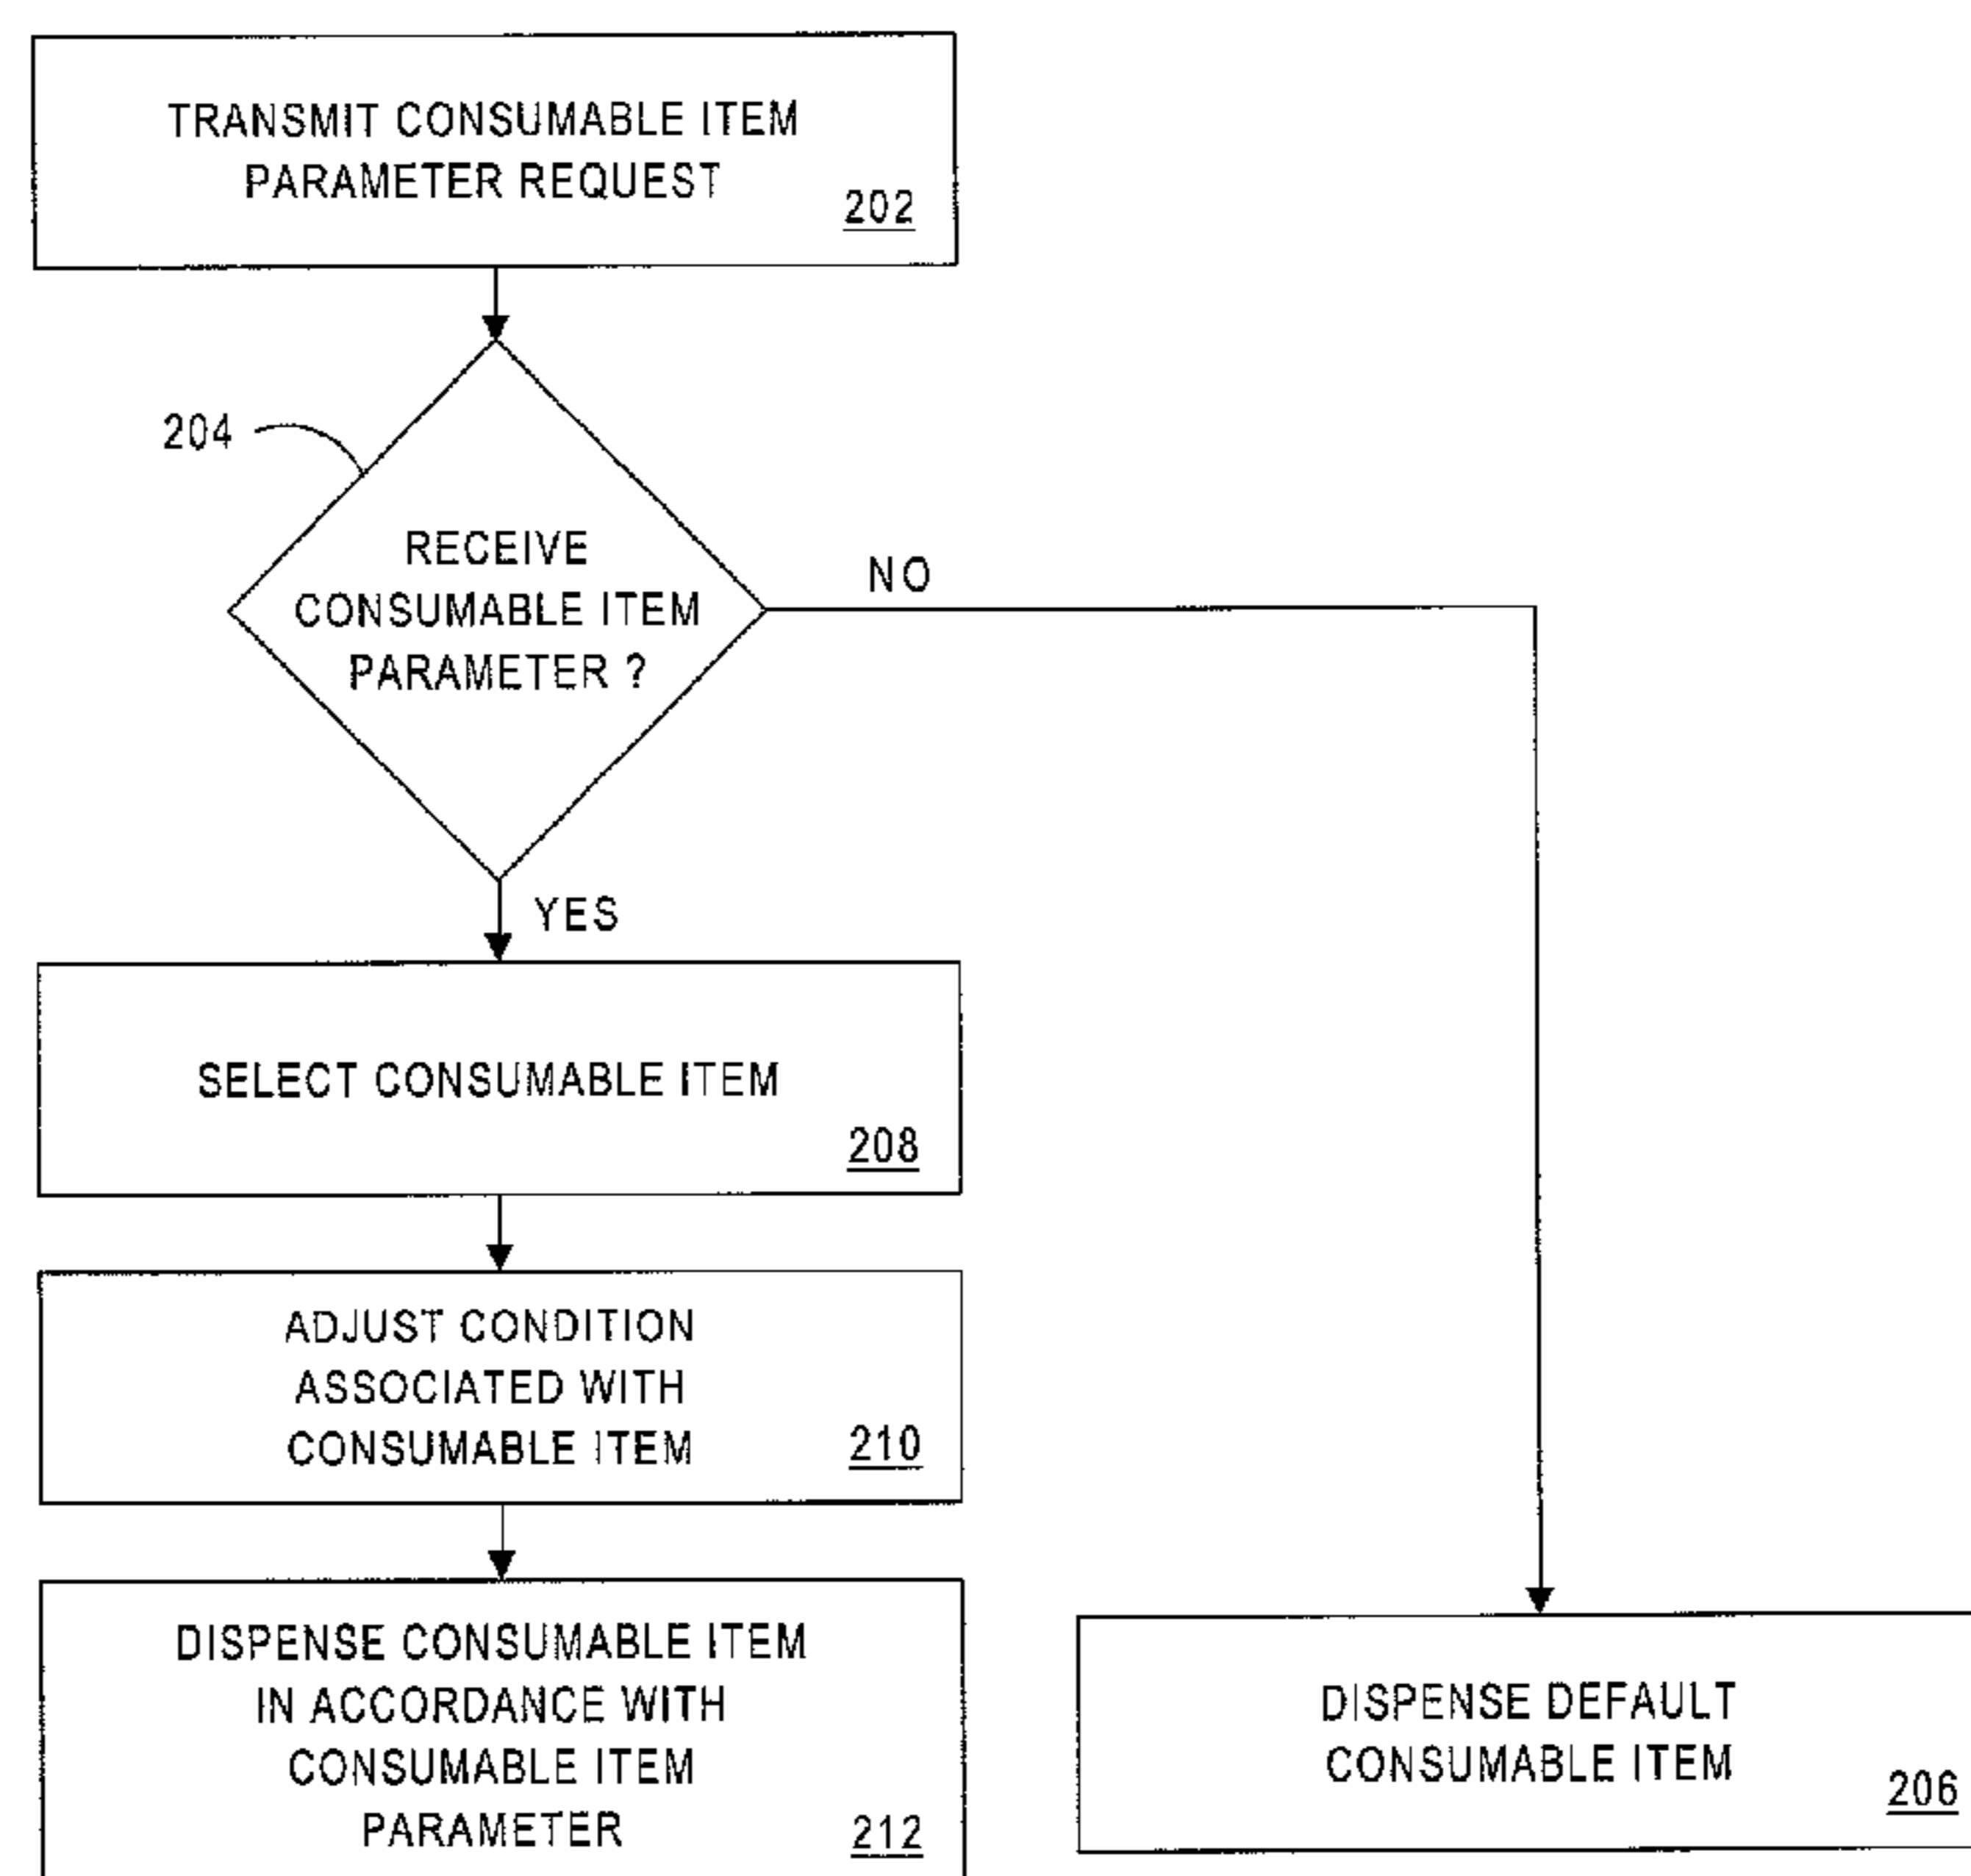 TRANSMIT CONSUMABLE ITEM
PARAMETER REQUEST
202
204
RECEIVE
CONSUMABLE ITEM
PARAMETER ?
NO
YES
SELECT CONSUMABLE ITEM
208
ADJUST CONDITION
ASSOCIATED WITH
CONSUMABLE ITEM
210
DISPENSE CONSUMABLE ITEM
IN ACCORDANCE WITH
CONSUMABLE ITEM
PARAMETER
212
DISPENSE DEFAULT
CONSUMABLE ITEM
206